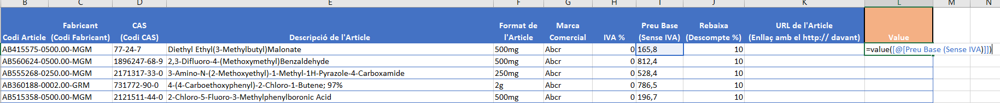 B C D E F G H I J K L M N
Fabricant CAS Format de Marca Preu Base Rebaixa URL de l'Article
Codi Article (Codi Fabricant) (Codi CAS) Descripció de l'Article l'Article Comercial IVA % (Sense IVA) (Descompte %) (Enllaç amb el http:// davant) Value
AB415575-0500.00-MGM 77-24-7 Diethyl Ethyl(3-Methylbutyl)Malonate 500mg Abcr 0 165,8 10 =value([@[Preu Base (Sense IVA)]])
AB560624-0500.00-MGM 1896247-68-9 2,3-Difluoro-4-(Methoxymethyl)Benzaldehyde 500mg Abcr 0 812,4 10
AB555268-0250.00-MGM 2171317-33-0 3-Amino-N-(2-Methoxyethyl)-1-Methyl-1H-Pyrazole-4-Carboxamide 250mg Abcr 0 528,4 10
AB360188-0002.00-GRM 731772-90-0 4-(4-Carboethoxyphenyl)-2-Chloro-1-Butene; 97% 2g Abcr 0 786,5 10
AB515358-0500.00-MGM 2121511-44-0 2-Chloro-5-Fluoro-3-Methylphenylboronic Acid 500mg Abcr 0 196,7 10